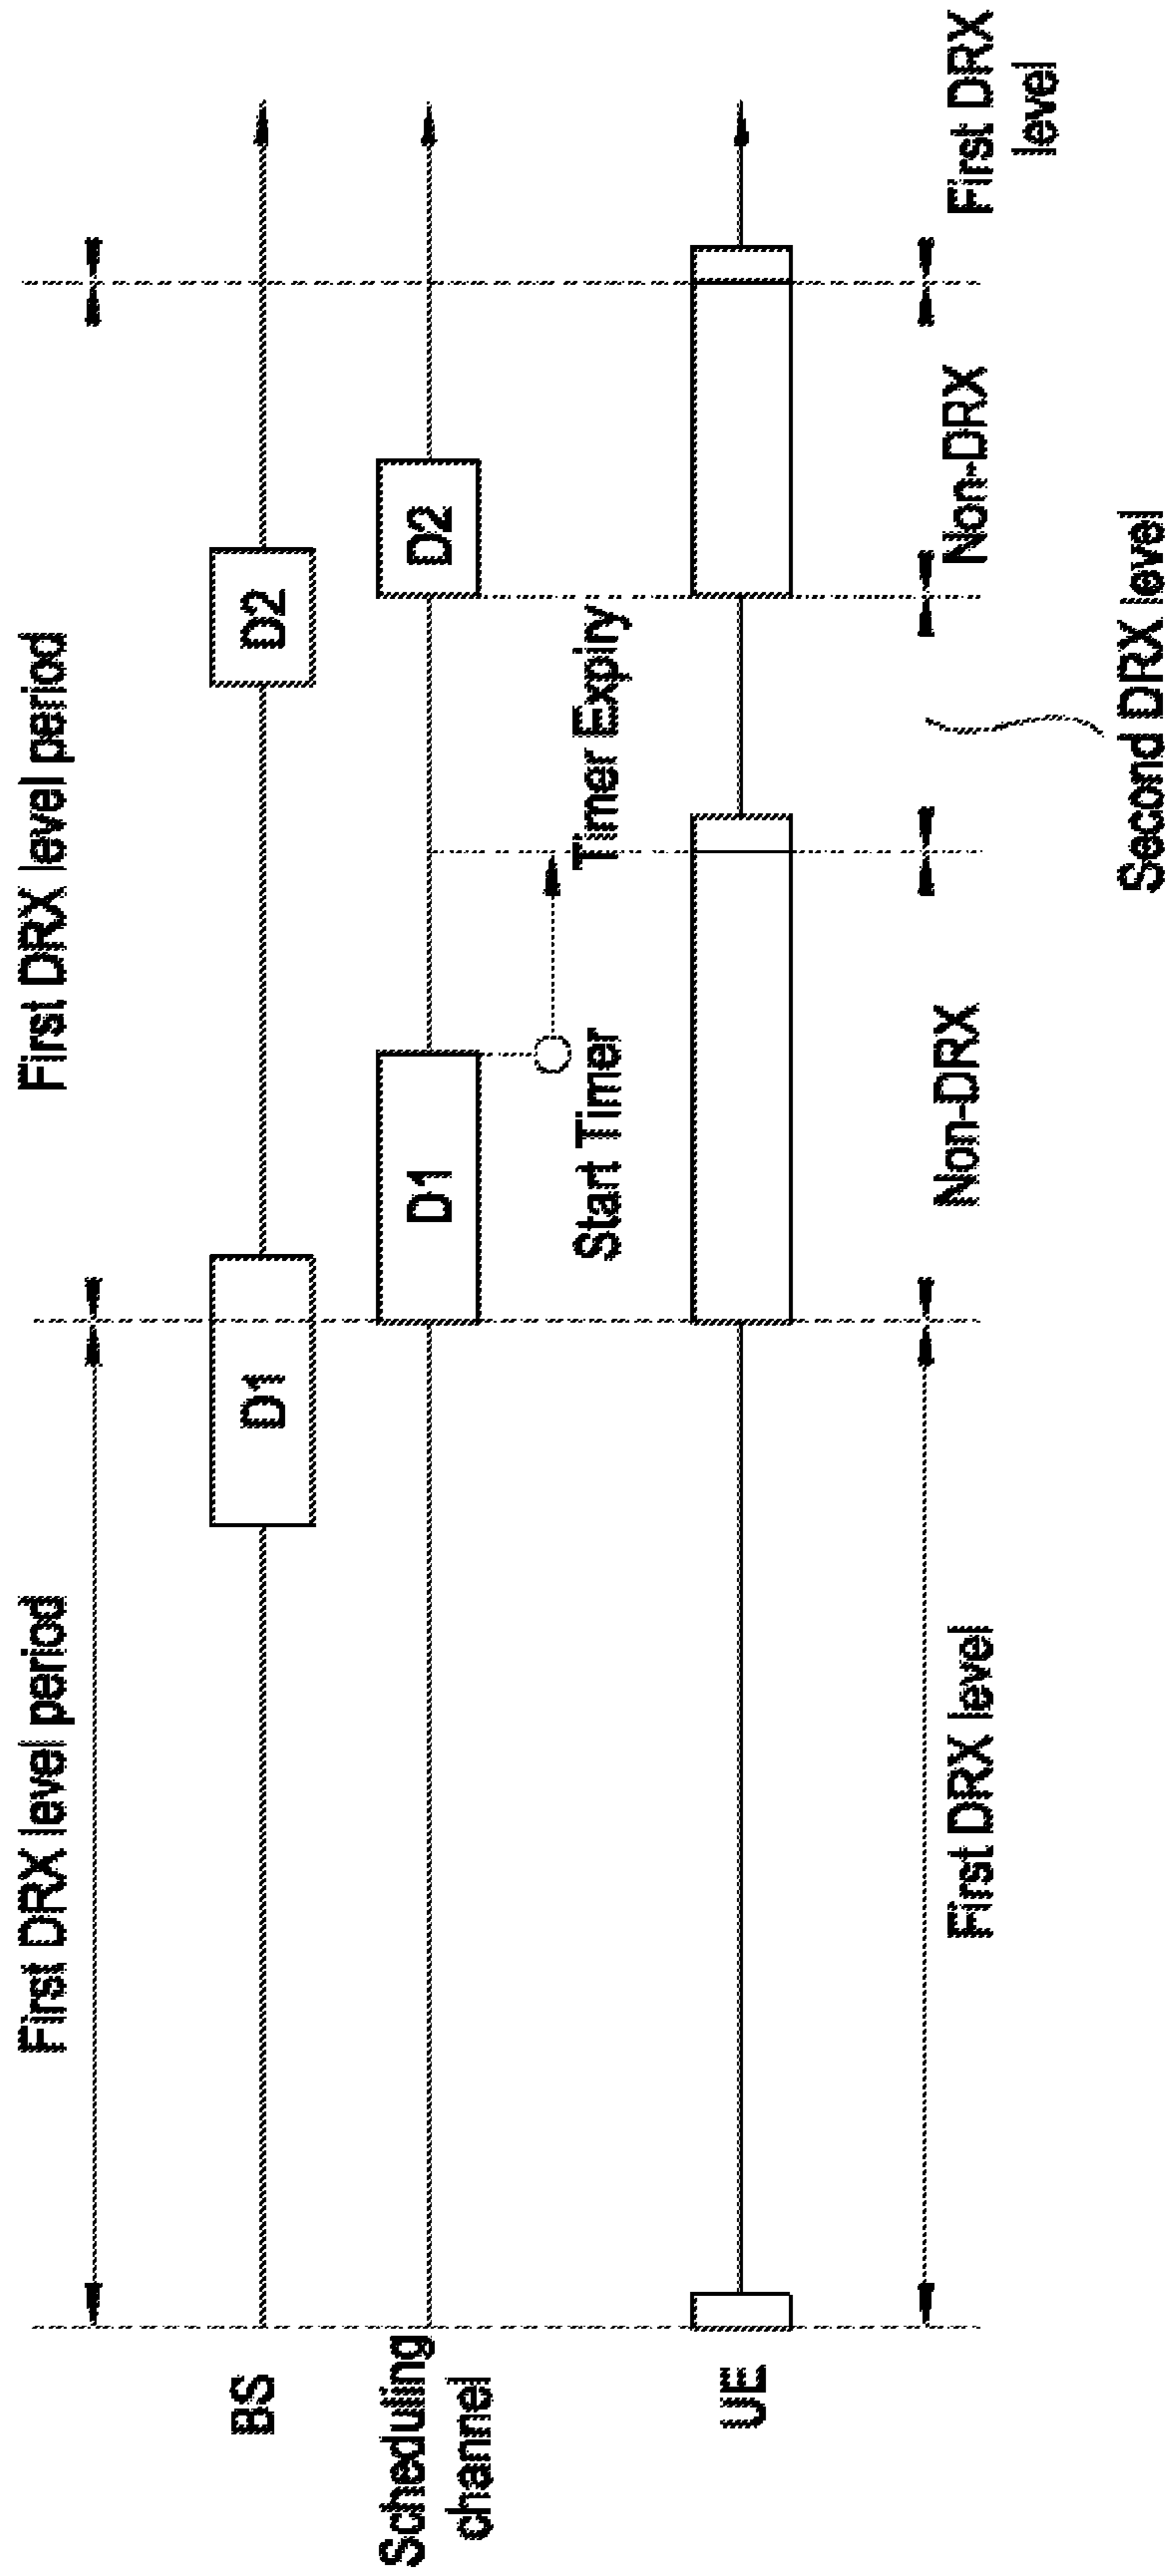 First DRX level period
First DRX level period
BS
D1
D2
Scheduling
channel
D1
D2
Start Timer
Timer Expiry
UE
First DRX level
Non-DRX
Non-DRX
First DRX
level
Second DRX level